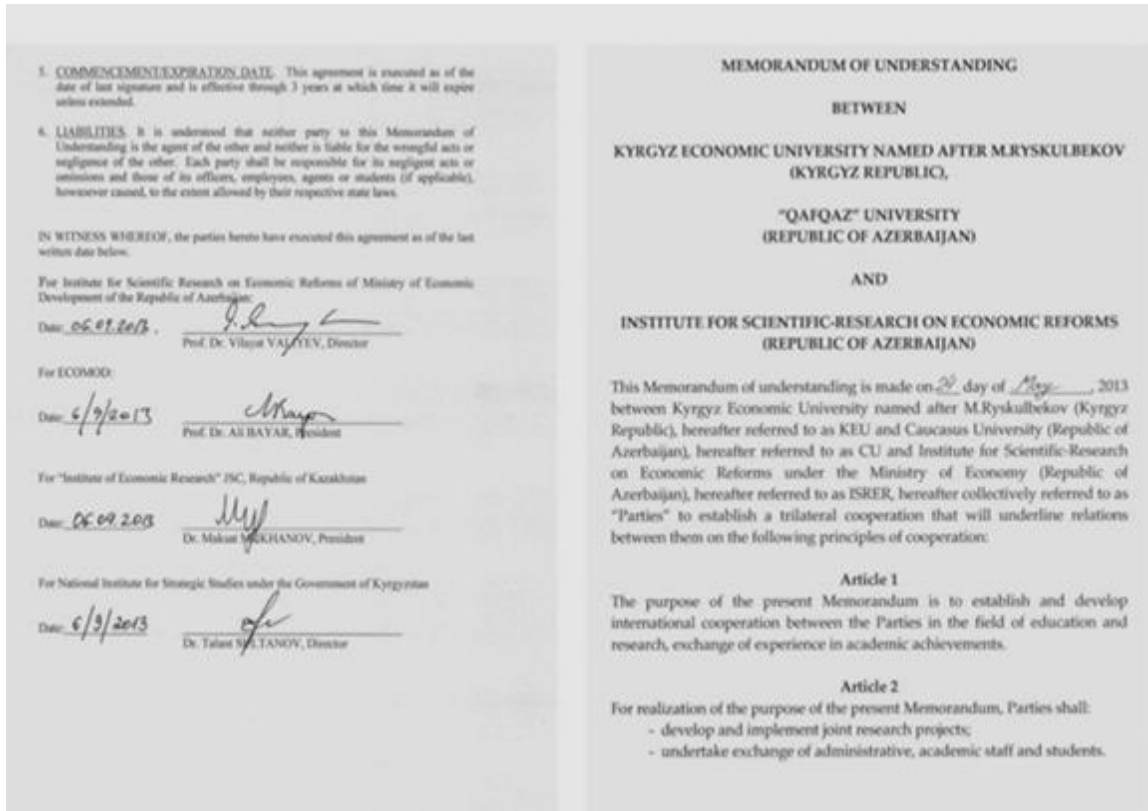 5. COMMENCEMENT/EXPIRATION DATE. This agreement is executed as of the
date of last signature and is effective through 3 years at which time it will expire
unless extended.
6. LIABILITIES. It is understood that neither party to this Memorandum of
Understanding is the agent of the other and neither is liable for the wrongful acts or
negligence of the other. Each party shall be responsible for its negligent acts or
omissions and those of its officers, employees, agents or students (if applicable),
howsoever caused, to the extent allowed by their respective state laws.
IN WITNESS WHEREOF, the parties hereto have executed this agreement as of the last
written date below.
For Institute for Scientific Research on Economic Reforms of Ministry of Economic
Development of the Republic of Azerbaijan:
Date: 06.09.2013.
Prof. Dr. Vilayat VALIYEV, Director
For ECOMOD:
Date: 6/9/2013
Prof. Dr. Ali BAYAR, President
For "Institute of Economic Research" JSC, Republic of Kazakhstan
Date: 06.09.2013
Dr. Maksat MUKHANOV, President
For National Institute for Strategic Studies under the Government of Kyrgyzstan
Date: 6/9/2013
Dr. Talant SULTANOV, Director
MEMORANDUM OF UNDERSTANDING
BETWEEN
KYRGYZ ECONOMIC UNIVERSITY NAMED AFTER M.RYSKULBEKOV
(KYRGYZ REPUBLIC),
"QAFQAZ" UNIVERSITY
(REPUBLIC OF AZERBAIJAN)
AND
INSTITUTE FOR SCIENTIFIC-RESEARCH ON ECONOMIC REFORMS
(REPUBLIC OF AZERBAIJAN)
This Memorandum of understanding is made on day of May, 2013
between Kyrgyz Economic University named after M.Ryskulbekov (Kyrgyz
Republic), hereafter referred to as KEU and Caucasus University (Republic of
Azerbaijan), hereafter referred to as CU and Institute for Scientific-Research
on Economic Reforms under the Ministry of Economy (Republic of
Azerbaijan), hereafter referred to as ISRER, hereafter collectively referred to as
"Parties" to establish a trilateral cooperation that will underline relations
between them on the following principles of cooperation:
Article 1
The purpose of the present Memorandum is to establish and develop
international cooperation between the Parties in the field of education and
research, exchange of experience in academic achievements.
Article 2
For realization of the purpose of the present Memorandum, Parties shall:
- develop and implement joint research projects;
- undertake exchange of administrative, academic staff and students.